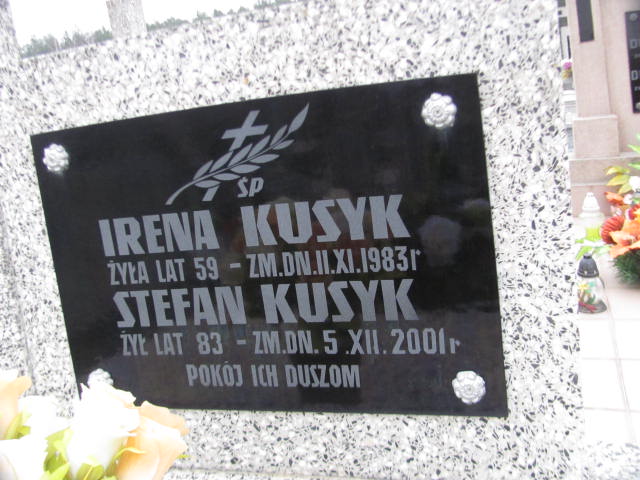 ŚP
IRENA KUSYK
ŻYŁA LAT 59 - ZM.DN.11.XI.1983r
STEFAN KUSYK
ŻYŁ LAT 83 - ZM.DN.5.XII.2001r
POKÓJ ICH DUSZOM